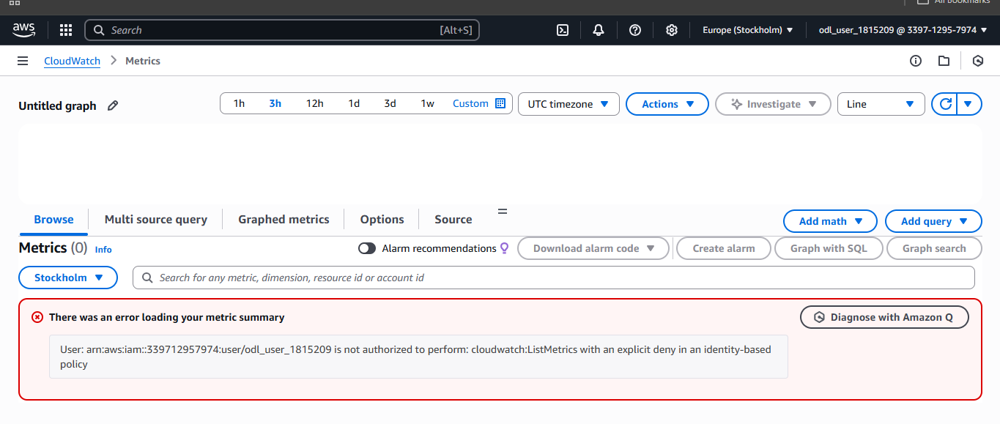 All Bookmarks
aws
Search [Alt+S]
Europe (Stockholm)
odl_user_1815209 @ 3397-1295-7974
CloudWatch
Metrics
Untitled graph
1h 3h 12h 1d 3d 1w Custom
UTC timezone
Actions
Investigate
Line
Browse
Multi source query
Graphed metrics
Options
Source
Add math
Add query
Metrics (0) Info
Alarm recommendations
Download alarm code
Create alarm
Graph with SQL
Graph search
Stockholm
Search for any metric, dimension, resource id or account id
There was an error loading your metric summary
Diagnose with Amazon Q
User: arn:aws:iam::339712957974:user/odl_user_1815209 is not authorized to perform: cloudwatch:ListMetrics with an explicit deny in an identity-based
policy